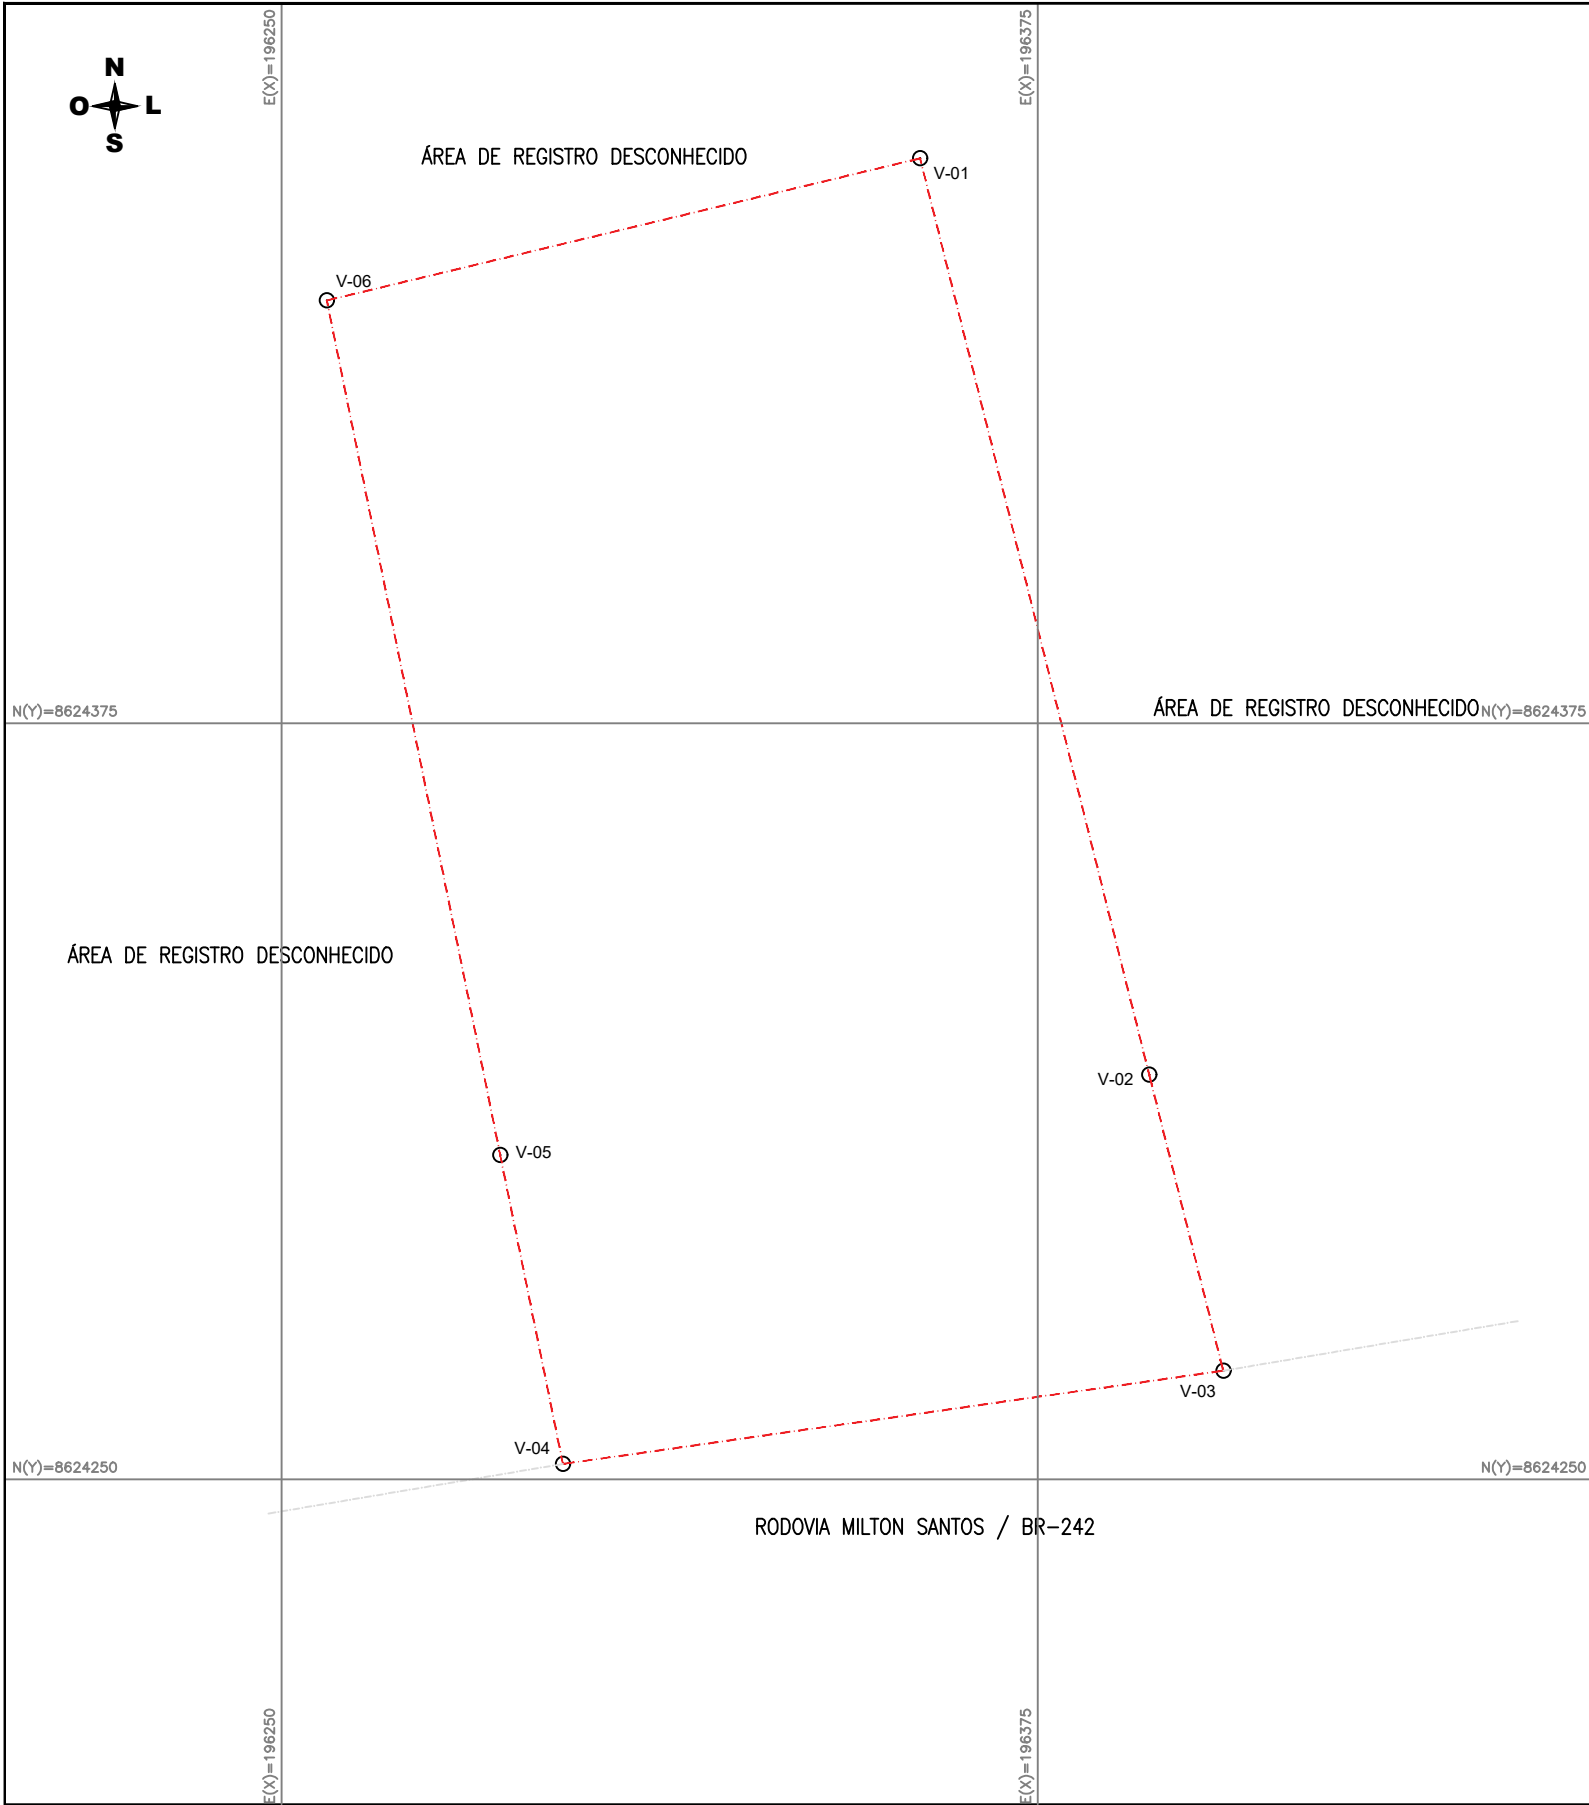 E(X)=196250
E(X)=196375
N
O L
S
ÁREA DE REGISTRO DESCONHECIDO
V-01
V-06
ÁREA DE REGISTRO DESCONHECIDO
N(Y)=8624375
N(Y)=8624375
ÁREA DE REGISTRO DESCONHECIDO
V-02
V-05
V-03
V-04
N(Y)=8624250
N(Y)=8624250
RODOVIA MILTON SANTOS / BR-242
E(X)=196250
E(X)=196375